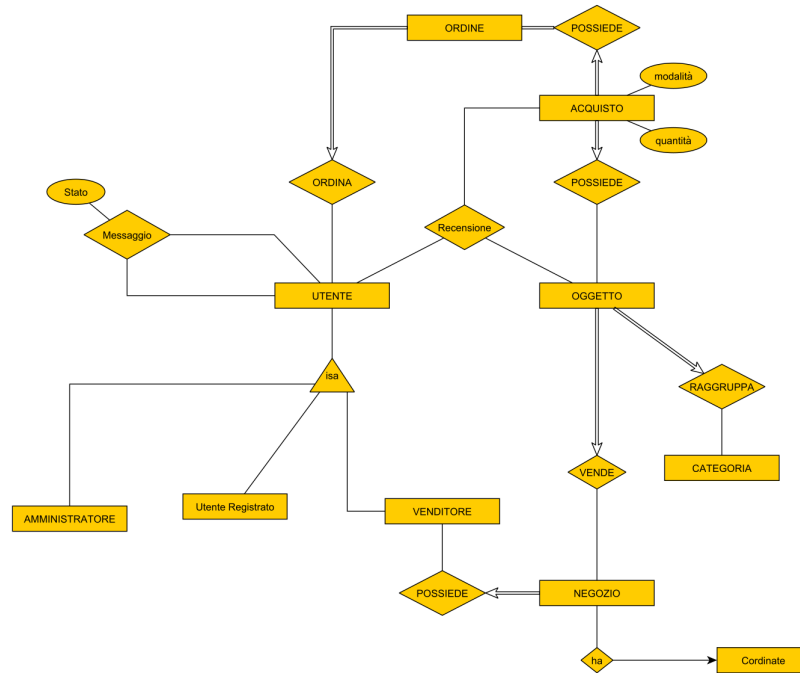 ORDINE
POSSIEDE
modalità
ACQUISTO
quantità
ORDINA
POSSIEDE
Stato
Messaggio
Recensione
UTENTE
OGGETTO
isa
RAGGRUPPA
VENDE
CATEGORIA
Utente Registrato
VENDITORE
AMMINISTRATORE
POSSIEDE
NEGOZIO
ha
Cordinate